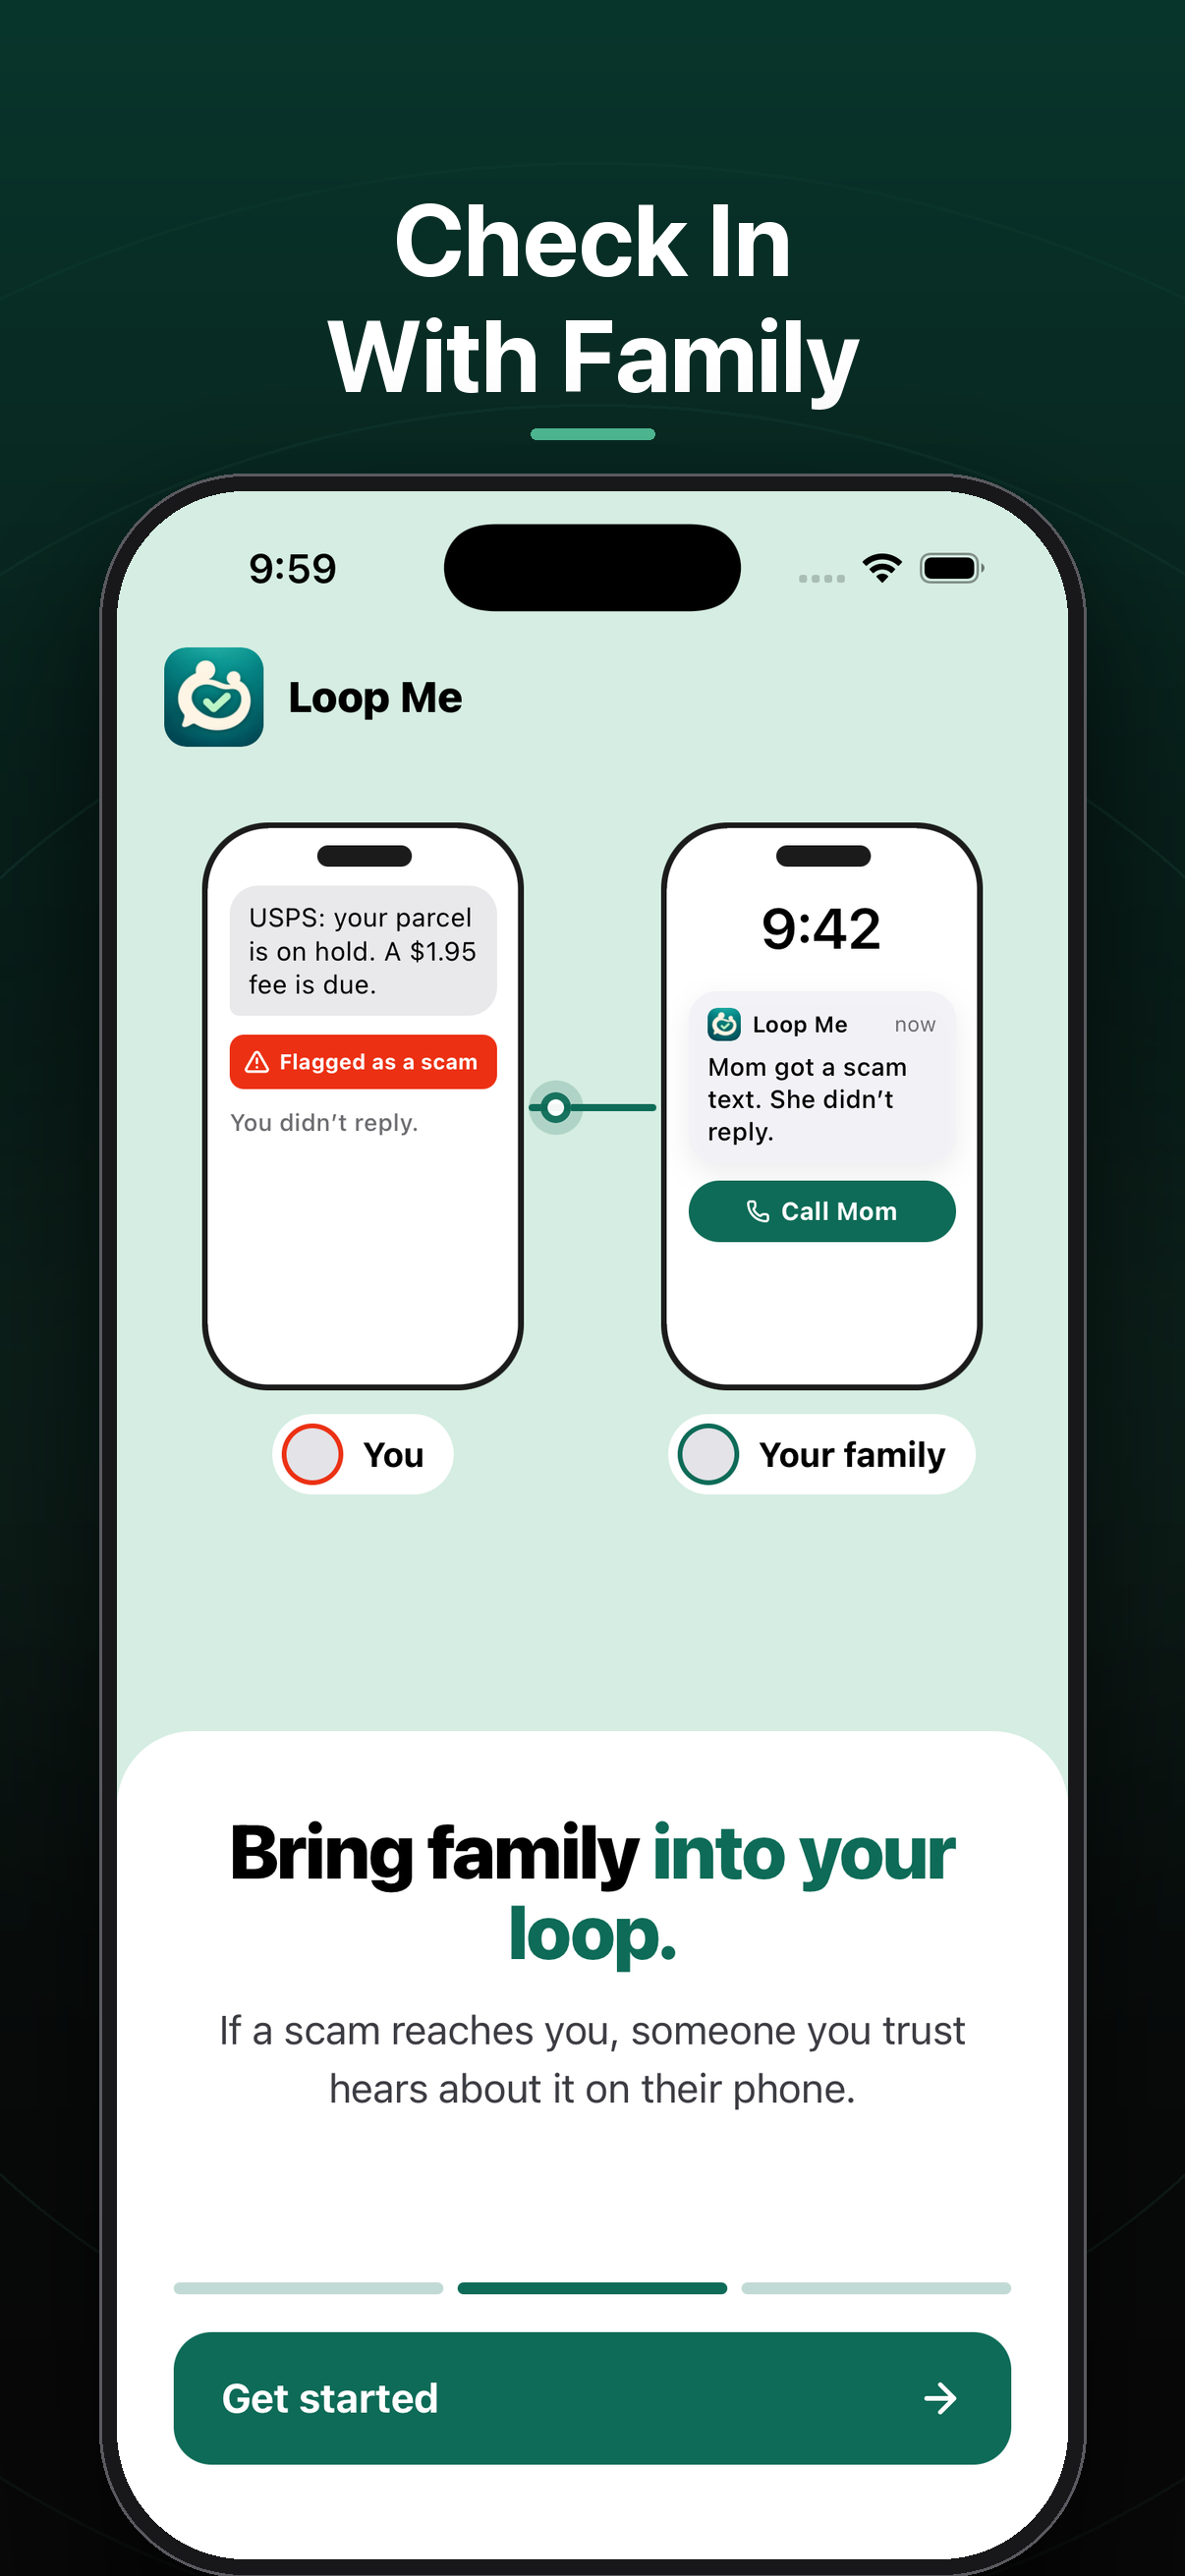 Check In
With Family
9:59
Loop Me
USPS: your parcel
is on hold. A $1.95
fee is due.
Flagged as a scam
You didn’t reply.
9:42
Loop Me now
Mom got a scam
text. She didn’t
reply.
Call Mom
You
Your family
Bring family into your
loop.
If a scam reaches you, someone you trust
hears about it on their phone.
Get started